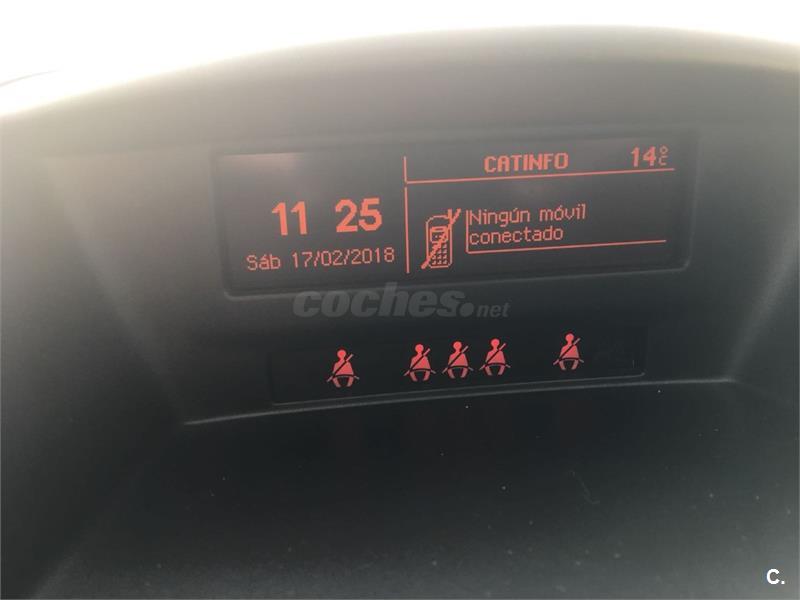 CATINFO 14°C
11 25
Ningún móvil
conectado
Sáb 17/02/2018
coches.net
C.